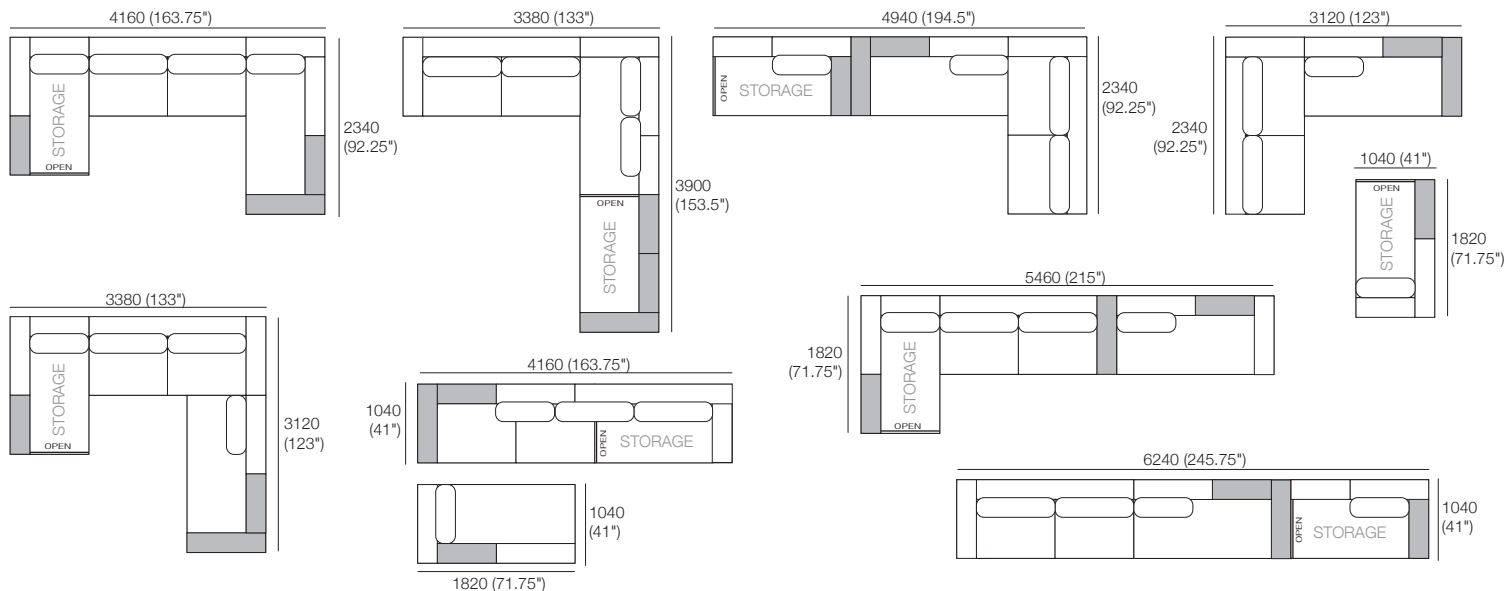 4160 (163.75")
STORAGE
OPEN
2340
(92.25")
3380 (133")
OPEN
STORAGE
3900
(153.5")
4940 (194.5")
OPEN
STORAGE
2340
(92.25")
3120 (123")
2340
(92.25")
1040 (41")
OPEN
STORAGE
1820
(71.75")
3380 (133")
STORAGE
OPEN
3120
(123")
4160 (163.75")
1040
(41")
OPEN
STORAGE
1040
(41")
1820 (71.75")
5460 (215")
1820
(71.75")
STORAGE
OPEN
6240 (245.75")
OPEN
STORAGE
1040
(41")